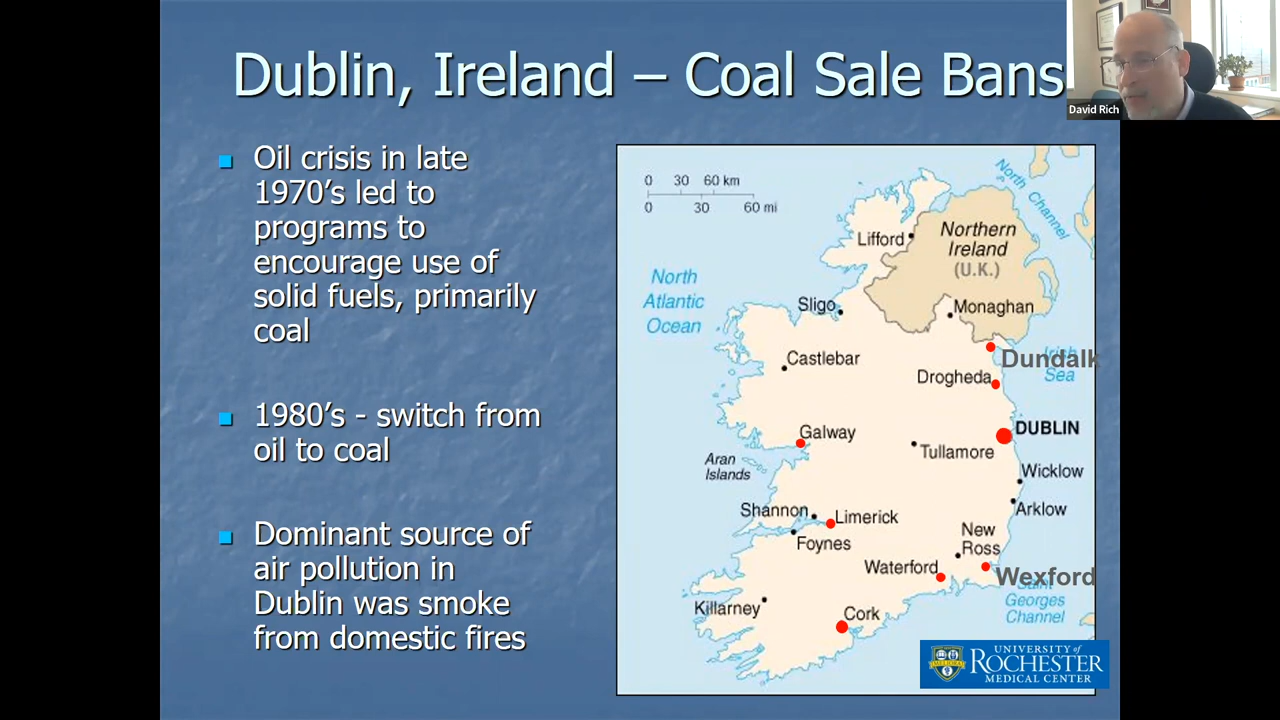 Dublin, Ireland – Coal Sale Bans
David Rich
Oil crisis in late
1970's led to
programs to
encourage use of
solid fuels, primarily
coal
1980's - switch from
oil to coal
Dominant source of
air pollution in
Dublin was smoke
from domestic fires
0 30 60 km
0 30 60 mi
North Channel
Lifford
Northern
Ireland
(U.K.)
North
Atlantic
Ocean
Sligo
Monaghan
Castlebar
Dundalk
Irish
Sea
Drogheda
Galway
DUBLIN
Tullamore
Aran
Islands
Wicklow
Shannon
Limerick
Arklow
Foynes
New
Ross
Waterford
Wexford
Saint
Georges
Channel
Killarney
Cork
MELIORA
UNIVERSITY of
ROCHESTER
MEDICAL CENTER